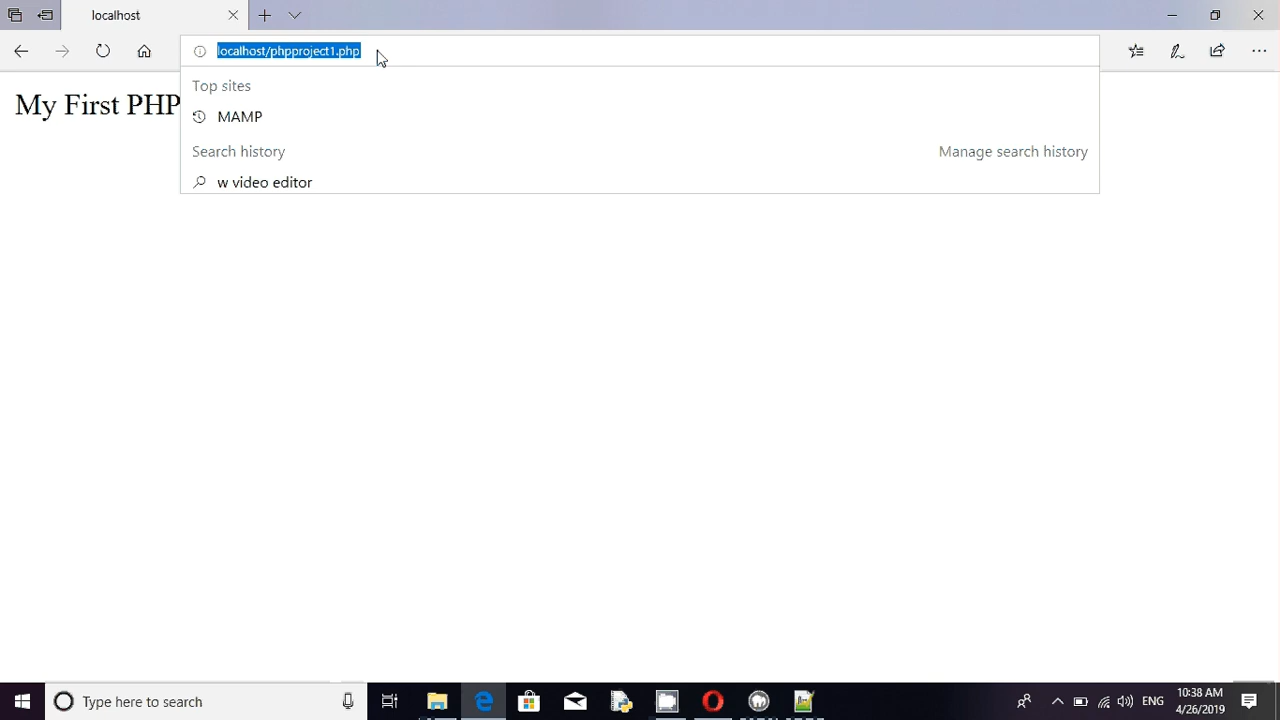 localhost
localhost/phpproject1.php
Top sites
My First PHP
MAMP
Search history
Manage search history
w video editor
Type here to search
ENG
10:38 AM
4/26/2019